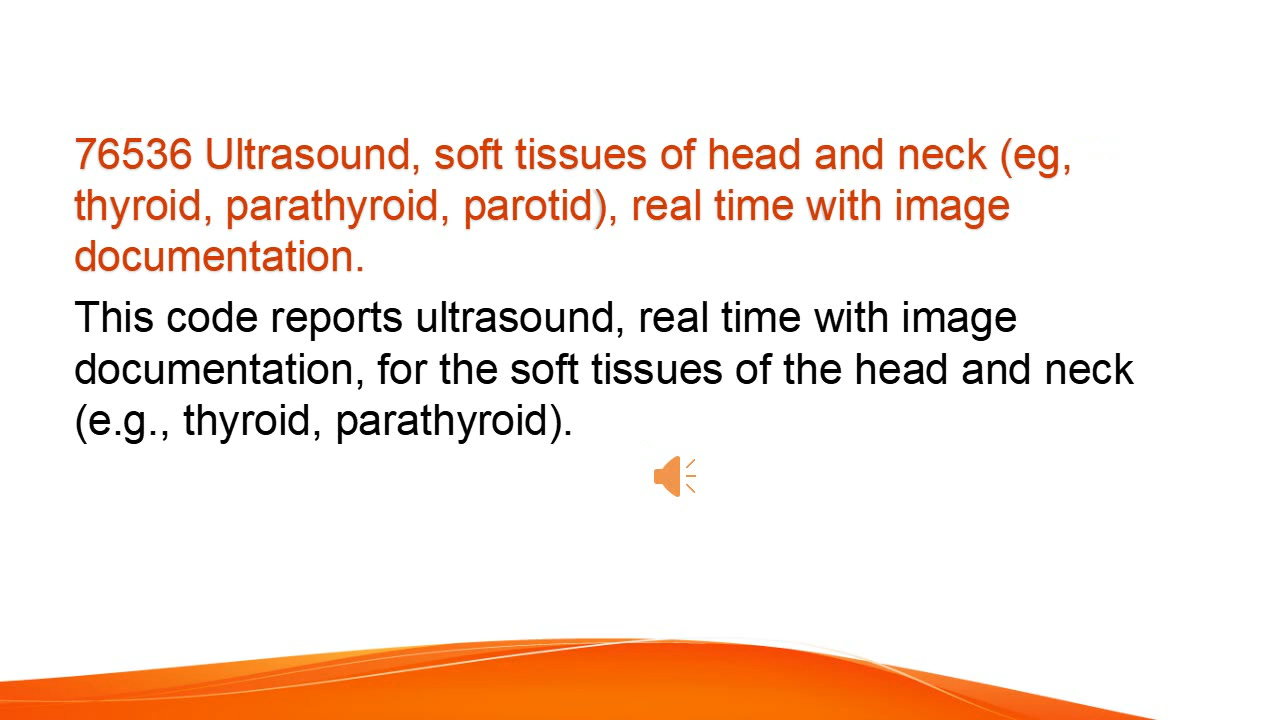 76536 Ultrasound, soft tissues of head and neck (eg,
thyroid, parathyroid, parotid), real time with image
documentation.
This code reports ultrasound, real time with image
documentation, for the soft tissues of the head and neck
(e.g., thyroid, parathyroid).